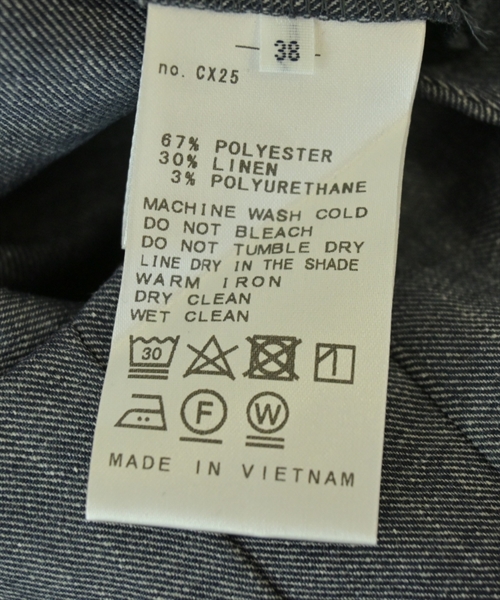 38
no. CX25
67% POLYESTER
30% LINEN
3% POLYURETHANE
MACHINE WASH COLD
DO NOT BLEACH
DO NOT TUMBLE DRY
LINE DRY IN THE SHADE
WARM IRON
DRY CLEAN
WET CLEAN
30
F W
MADE IN VIETNAM